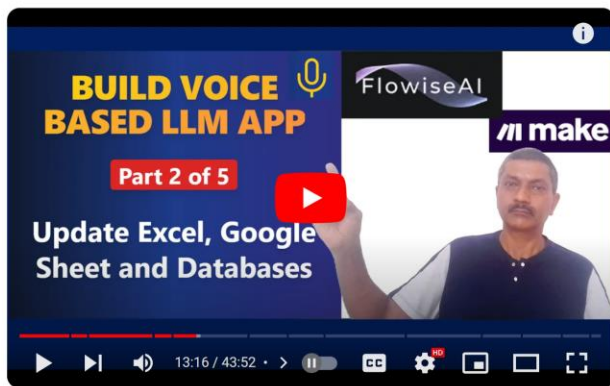 BUILD VOICE
BASED LLM APP
FlowiseAI
make
Part 2 of 5
Update Excel, Google
Sheet and Databases
13:16 / 43:52 •
CC
HD